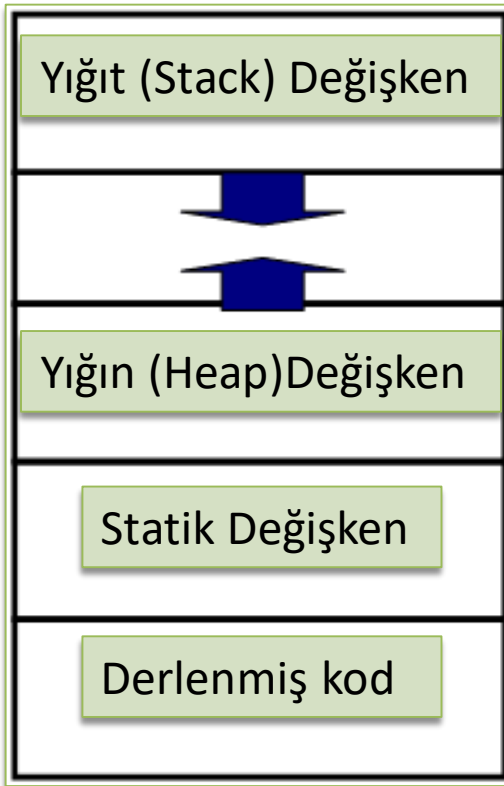 Yığıt (Stack) Değişken
Yığın (Heap)Değişken
Statik Değişken
Derlenmiş kod